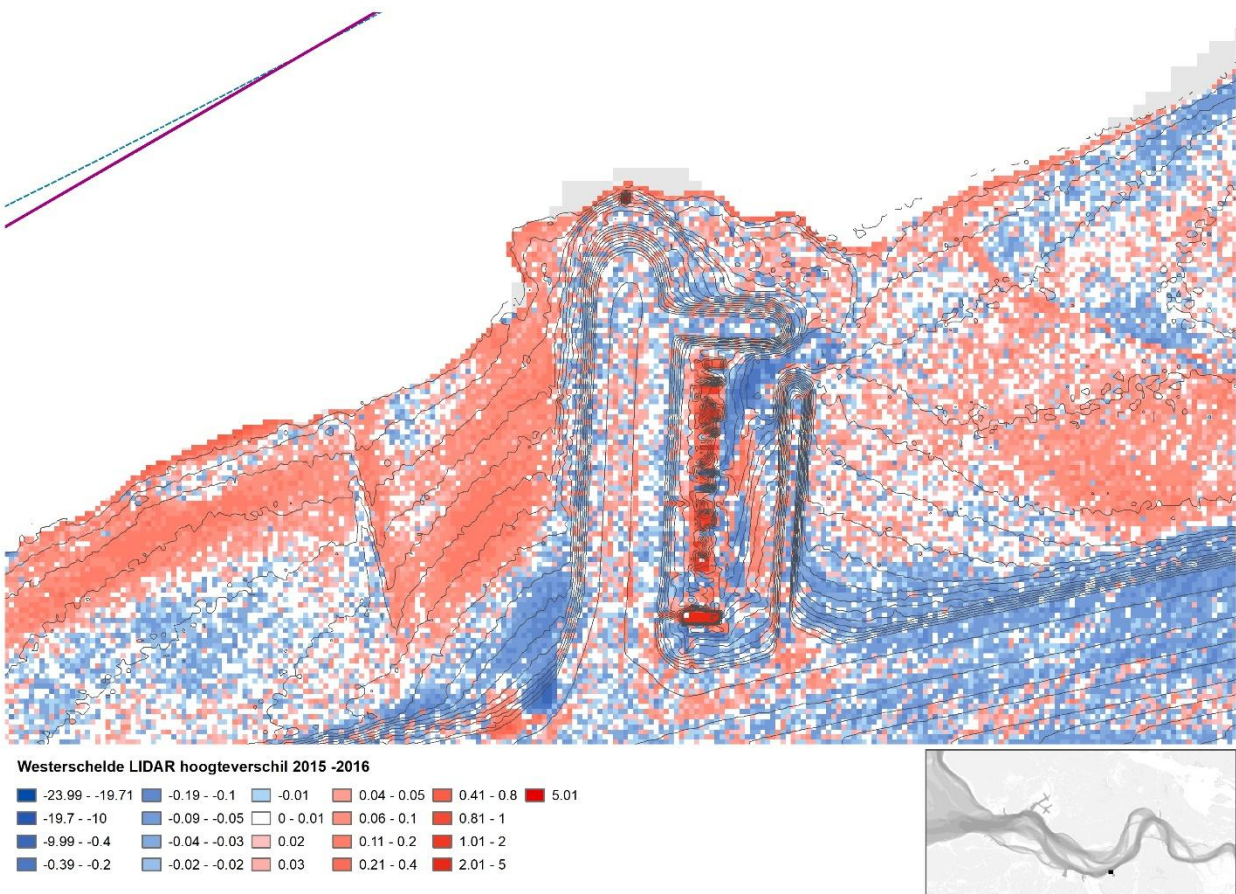 Westerschelde LIDAR hoogteverschil 2015 -2016
-23.99 - -19.71 -0.19 - -0.1 -0.01 0.04 - 0.05 0.41 - 0.8 5.01
-19.7 - -10 -0.09 - -0.05 0 - 0.01 0.06 - 0.1 0.81 - 1
-9.99 - -0.4 -0.04 - -0.03 0.02 0.11 - 0.2 1.01 - 2
-0.39 - -0.2 -0.02 - -0.02 0.03 0.21 - 0.4 2.01 - 5